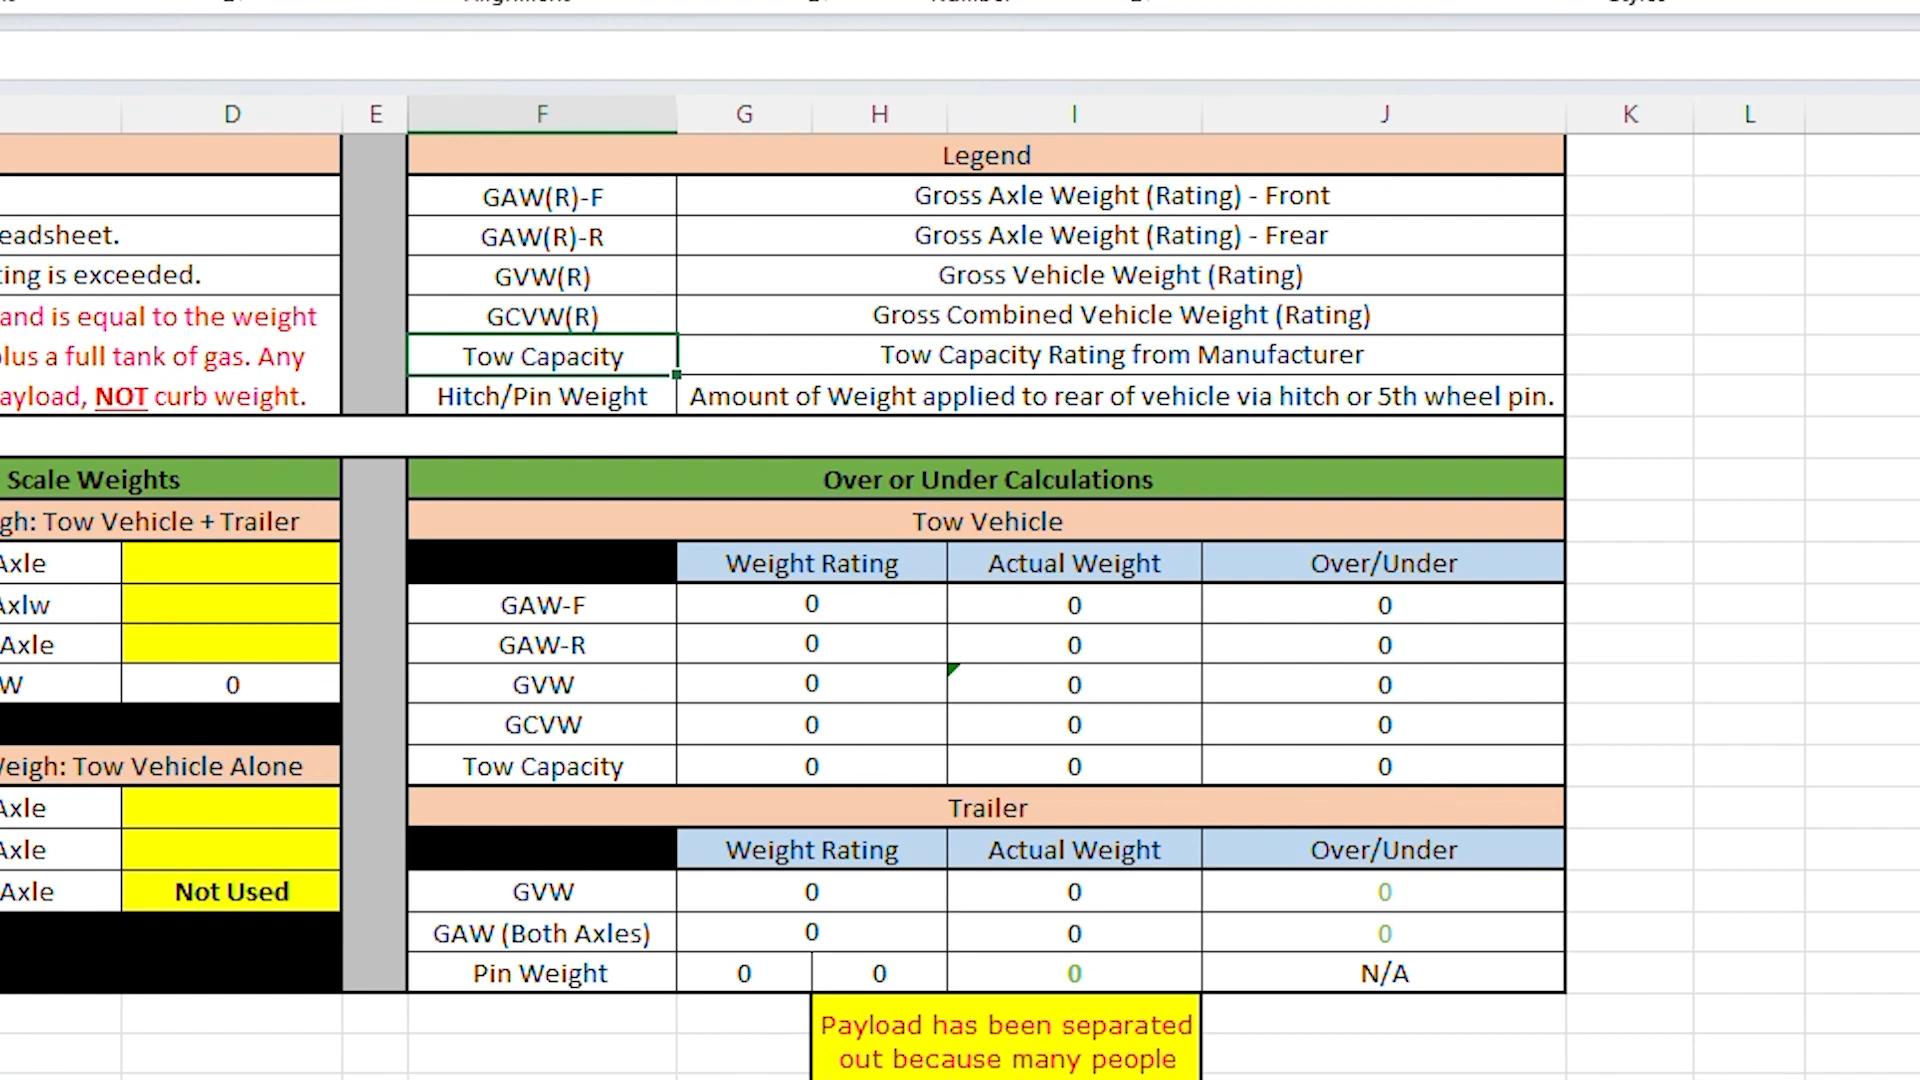 D E F G H I J K L
Legend
GAW(R)-F Gross Axle Weight (Rating) - Front
eadsheet. GAW(R)-R Gross Axle Weight (Rating) - Frear
ting is exceeded. GVW(R) Gross Vehicle Weight (Rating)
and is equal to the weight GCVW(R) Gross Combined Vehicle Weight (Rating)
plus a full tank of gas. Any Tow Capacity Tow Capacity Rating from Manufacturer
ayload, NOT curb weight. Hitch/Pin Weight Amount of Weight applied to rear of vehicle via hitch or 5th wheel pin.
Scale Weights Over or Under Calculations
gh: Tow Vehicle + Trailer Tow Vehicle
Axle Weight Rating Actual Weight Over/Under
Axlw GAW-F 0 0 0
Axle GAW-R 0 0 0
W 0 GVW 0 0 0
GCVW 0 0 0
Weigh: Tow Vehicle Alone Tow Capacity 0 0 0
Axle Trailer
Axle Weight Rating Actual Weight Over/Under
Axle Not Used GVW 0 0 0
GAW (Both Axles) 0 0 0
Pin Weight 0 0 0 N/A
Payload has been separated
out because many people